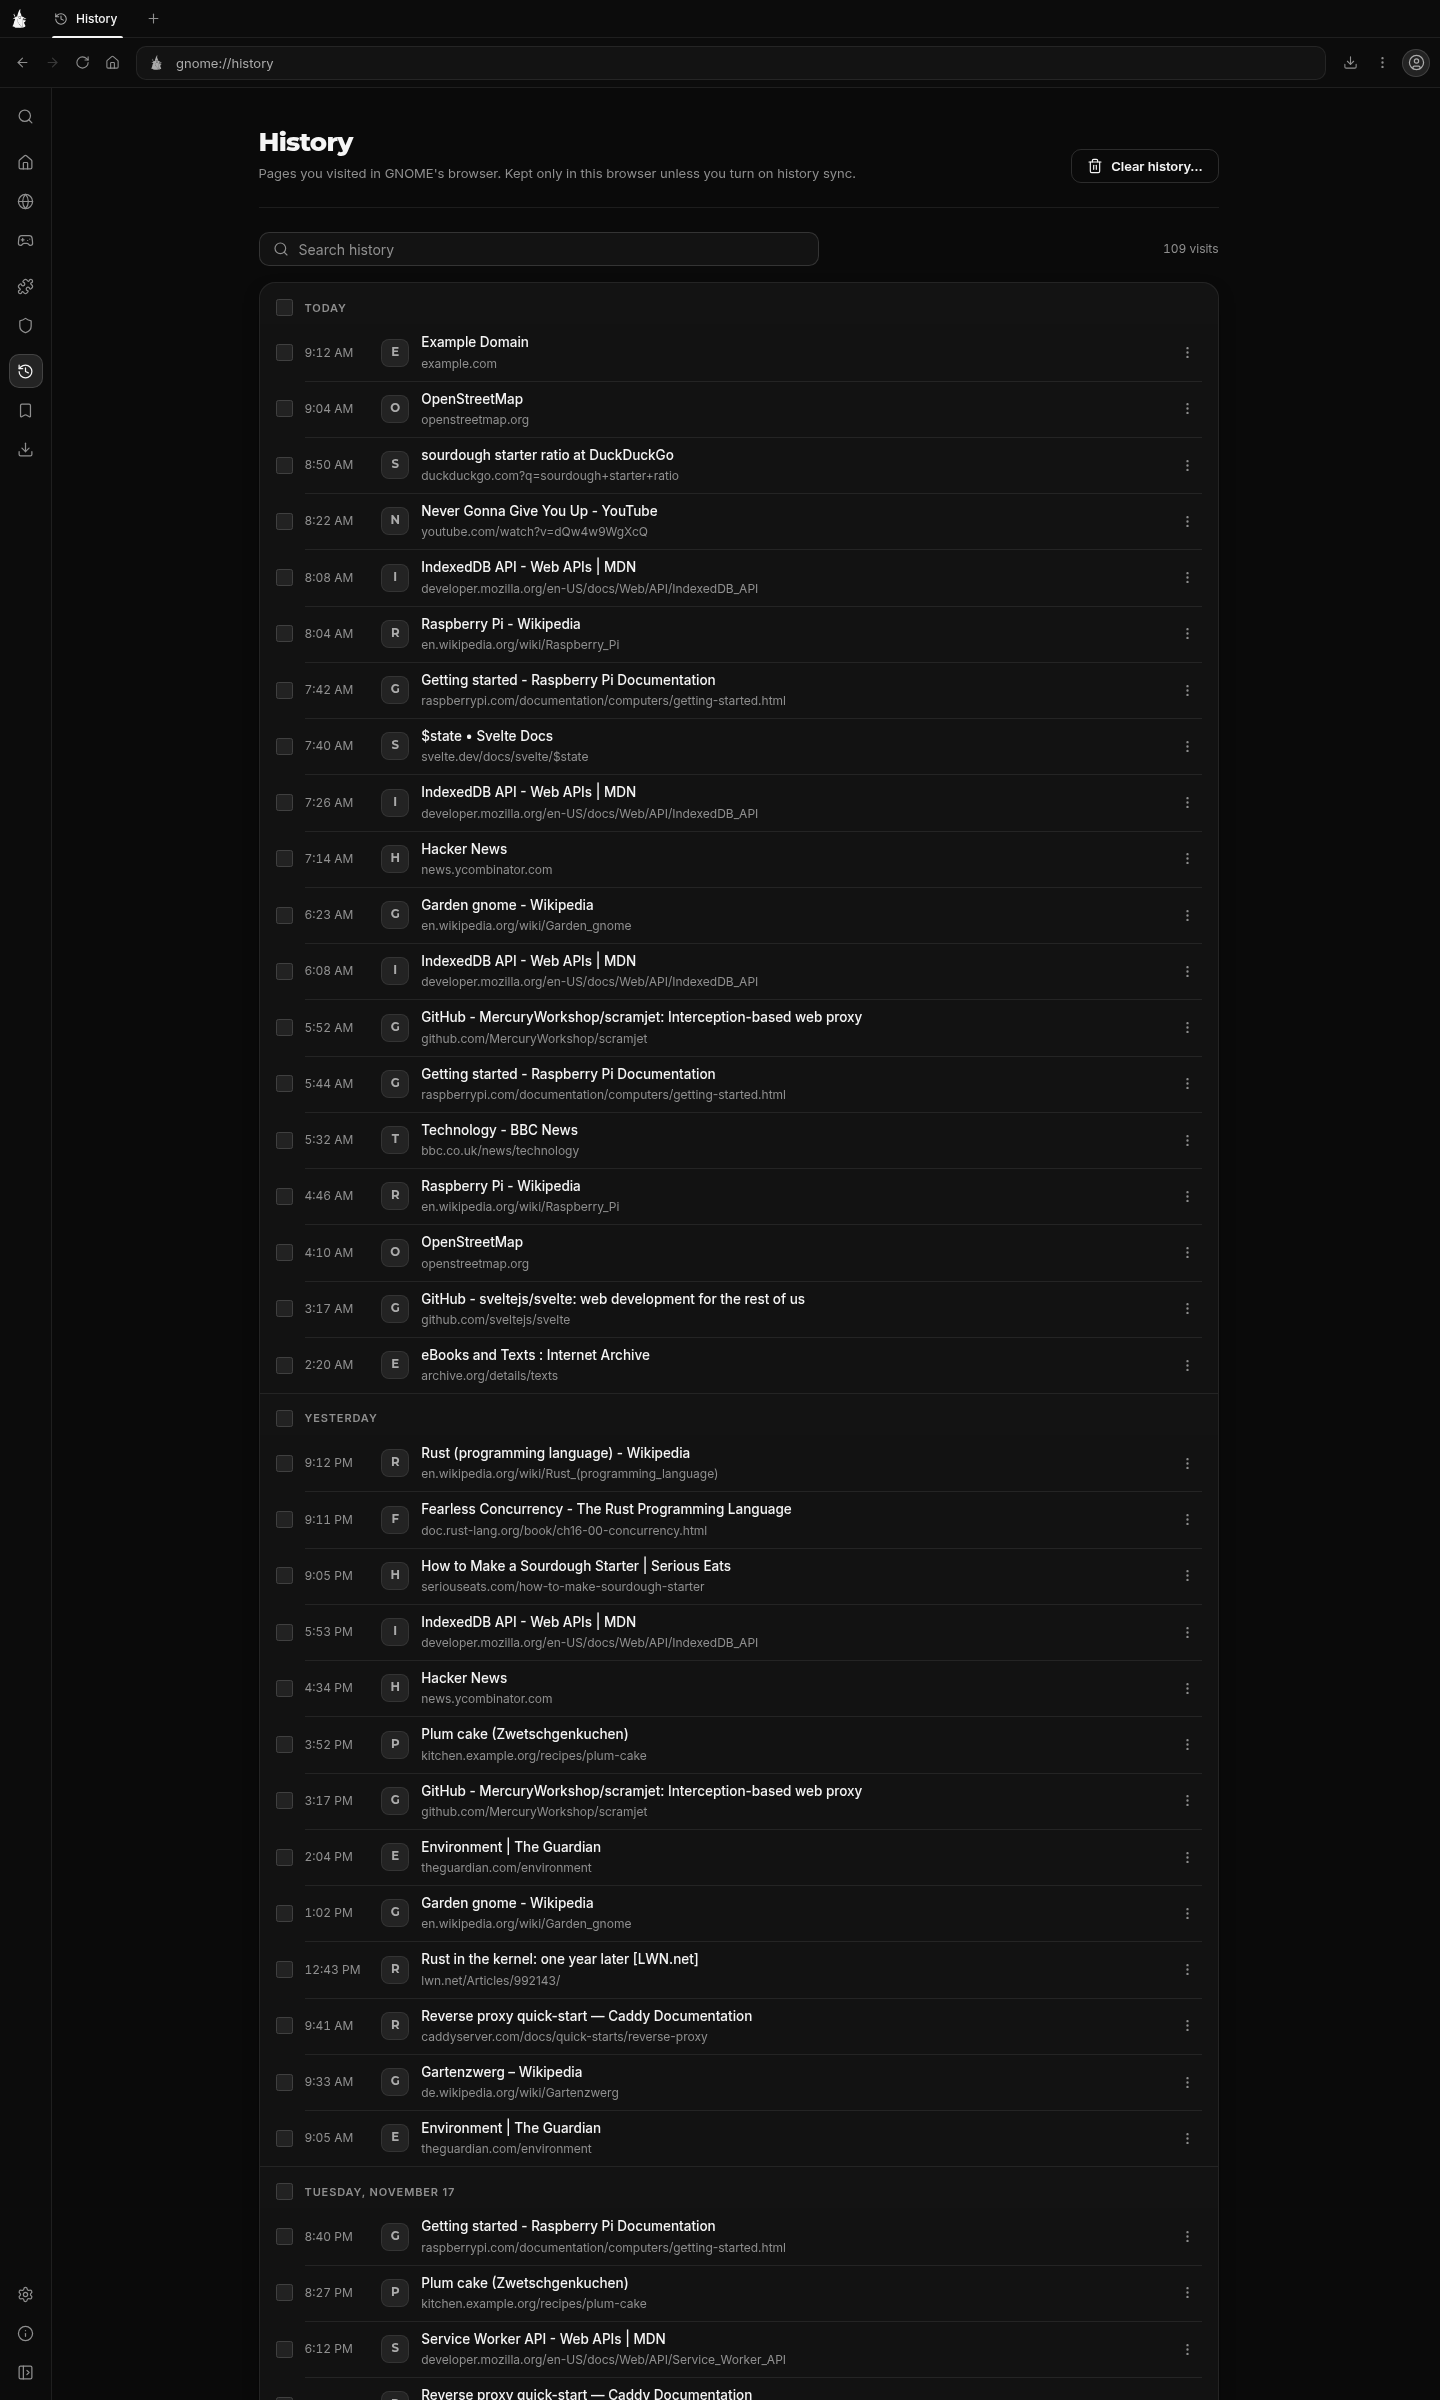 History
gnome://history
History
Pages you visited in GNOME's browser. Kept only in this browser unless you turn on history sync.
Clear history...
Search history
109 visits
TODAY
9:12 AM E Example Domain
example.com
9:04 AM O OpenStreetMap
openstreetmap.org
8:50 AM S sourdough starter ratio at DuckDuckGo
duckduckgo.com?q=sourdough+starter+ratio
8:22 AM N Never Gonna Give You Up - YouTube
youtube.com/watch?v=dQw4w9WgXcQ
8:08 AM I IndexedDB API - Web APIs | MDN
developer.mozilla.org/en-US/docs/Web/API/IndexedDB_API
8:04 AM R Raspberry Pi - Wikipedia
en.wikipedia.org/wiki/Raspberry_Pi
7:42 AM G Getting started - Raspberry Pi Documentation
raspberrypi.com/documentation/computers/getting-started.html
7:40 AM S $state • Svelte Docs
svelte.dev/docs/svelte/$state
7:26 AM I IndexedDB API - Web APIs | MDN
developer.mozilla.org/en-US/docs/Web/API/IndexedDB_API
7:14 AM H Hacker News
news.ycombinator.com
6:23 AM G Garden gnome - Wikipedia
en.wikipedia.org/wiki/Garden_gnome
6:08 AM I IndexedDB API - Web APIs | MDN
developer.mozilla.org/en-US/docs/Web/API/IndexedDB_API
5:52 AM G GitHub - MercuryWorkshop/scramjet: Interception-based web proxy
github.com/MercuryWorkshop/scramjet
5:44 AM G Getting started - Raspberry Pi Documentation
raspberrypi.com/documentation/computers/getting-started.html
5:32 AM T Technology - BBC News
bbc.co.uk/news/technology
4:46 AM R Raspberry Pi - Wikipedia
en.wikipedia.org/wiki/Raspberry_Pi
4:10 AM O OpenStreetMap
openstreetmap.org
3:17 AM G GitHub - sveltejs/svelte: web development for the rest of us
github.com/sveltejs/svelte
2:20 AM E eBooks and Texts : Internet Archive
archive.org/details/texts
YESTERDAY
9:12 PM R Rust (programming language) - Wikipedia
en.wikipedia.org/wiki/Rust_(programming_language)
9:11 PM F Fearless Concurrency - The Rust Programming Language
doc.rust-lang.org/book/ch16-00-concurrency.html
9:05 PM H How to Make a Sourdough Starter | Serious Eats
seriouseats.com/how-to-make-sourdough-starter
5:53 PM I IndexedDB API - Web APIs | MDN
developer.mozilla.org/en-US/docs/Web/API/IndexedDB_API
4:34 PM H Hacker News
news.ycombinator.com
3:52 PM P Plum cake (Zwetschgenkuchen)
kitchen.example.org/recipes/plum-cake
3:17 PM G GitHub - MercuryWorkshop/scramjet: Interception-based web proxy
github.com/MercuryWorkshop/scramjet
2:04 PM E Environment | The Guardian
theguardian.com/environment
1:02 PM G Garden gnome - Wikipedia
en.wikipedia.org/wiki/Garden_gnome
12:43 PM R Rust in the kernel: one year later [LWN.net]
lwn.net/Articles/992143/
9:41 AM R Reverse proxy quick-start — Caddy Documentation
caddyserver.com/docs/quick-starts/reverse-proxy
9:33 AM G Gartenzwerg – Wikipedia
de.wikipedia.org/wiki/Gartenzwerg
9:05 AM E Environment | The Guardian
theguardian.com/environment
TUESDAY, NOVEMBER 17
8:40 PM G Getting started - Raspberry Pi Documentation
raspberrypi.com/documentation/computers/getting-started.html
8:27 PM P Plum cake (Zwetschgenkuchen)
kitchen.example.org/recipes/plum-cake
6:12 PM S Service Worker API - Web APIs | MDN
developer.mozilla.org/en-US/docs/Web/API/Service_Worker_API
Reverse proxy quick-start — Caddy Documentation